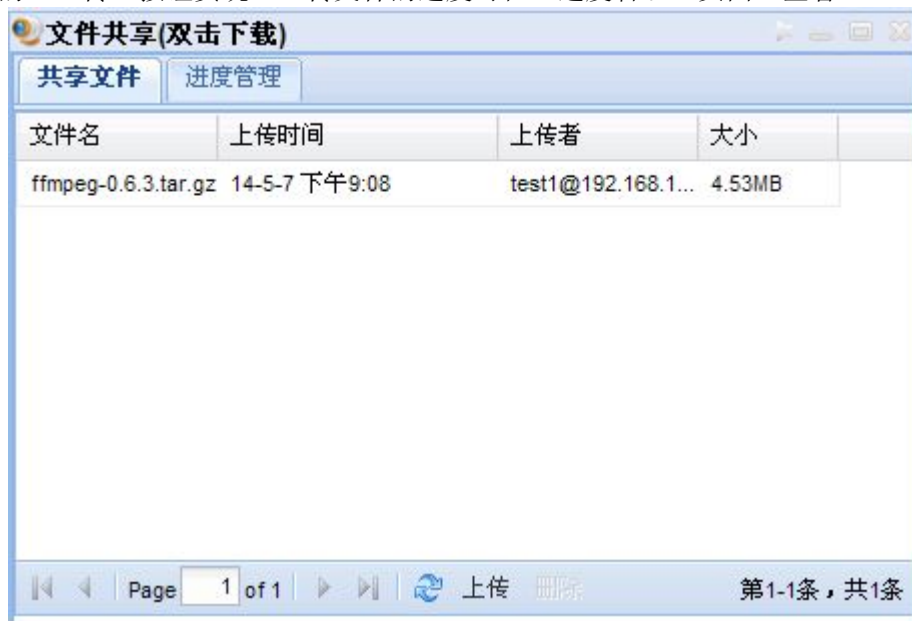 文件共享(双击下载)
共享文件 进度管理
文件名 上传时间 上传者 大小
ffmpeg-0.6.3.tar.gz 14-5-7 下午9:08 test1@192.168.1... 4.53MB
Page 1 of 1 上传 删除 第1-1条，共1条